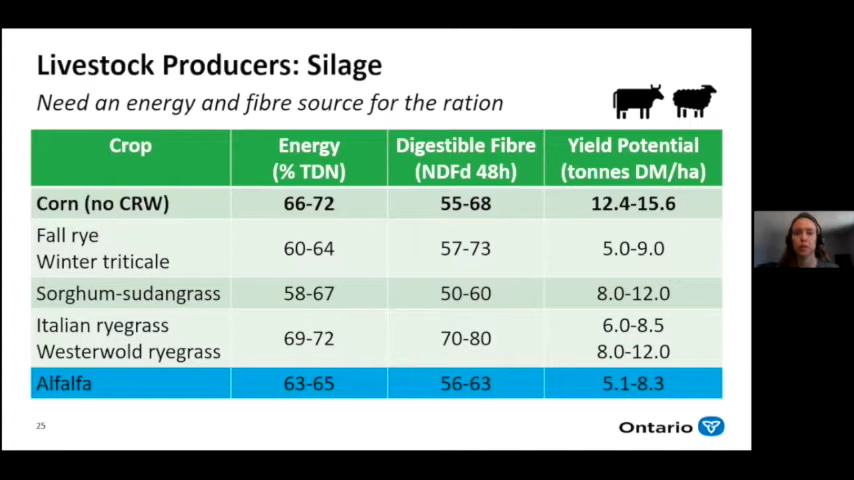 Livestock Producers: Silage
Need an energy and fibre source for the ration
Crop Energy (% TDN) Digestible Fibre (NDFd 48h) Yield Potential (tonnes DM/ha)
Corn (no CRW) 66-72 55-68 12.4-15.6
Fall rye
Winter triticale 60-64 57-73 5.0-9.0
Sorghum-sudangrass 58-67 50-60 8.0-12.0
Italian ryegrass 69-72 70-80 6.0-8.5
Westerwold ryegrass 8.0-12.0
Alfalfa 63-65 56-63 5.1-8.3
25
Ontario